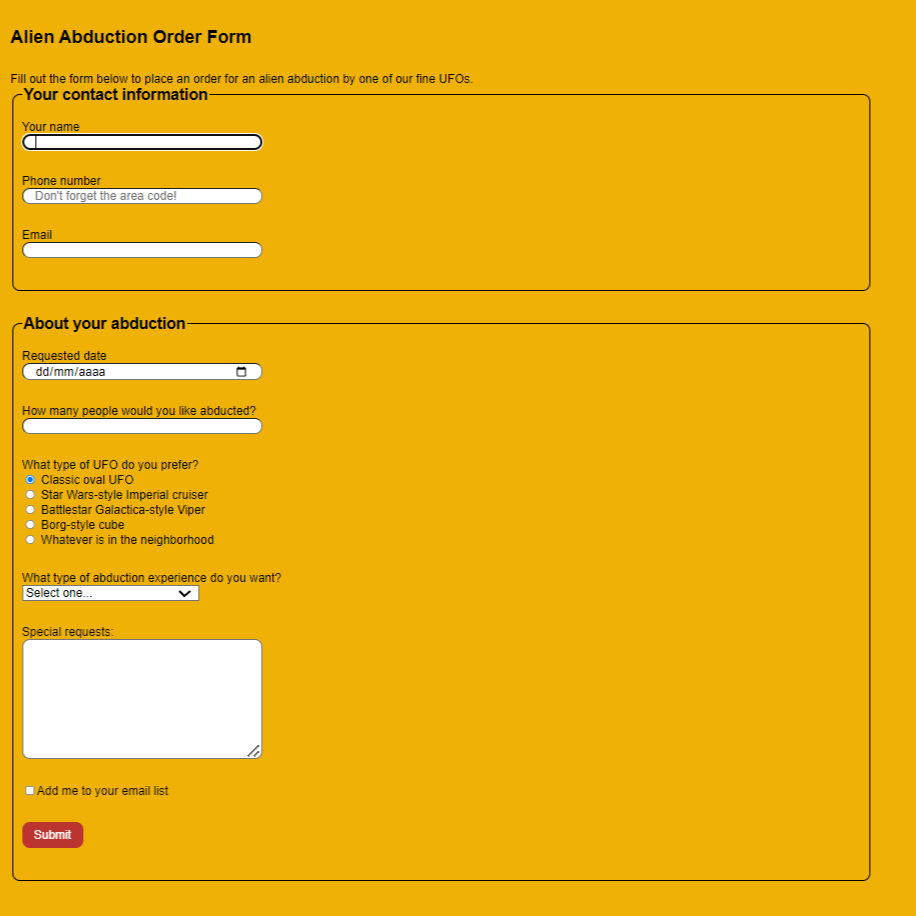 Alien Abduction Order Form
Fill out the form below to place an order for an alien abduction by one of our fine UFOs.
Your contact information
Your name
Phone number
Don't forget the area code!
Email
About your abduction
Requested date
dd/mm/aaaa
How many people would you like abducted?
What type of UFO do you prefer?
Classic oval UFO
Star Wars-style Imperial cruiser
Battlestar Galactica-style Viper
Borg-style cube
Whatever is in the neighborhood
What type of abduction experience do you want?
Select one...
Special requests:
Add me to your email list
Submit